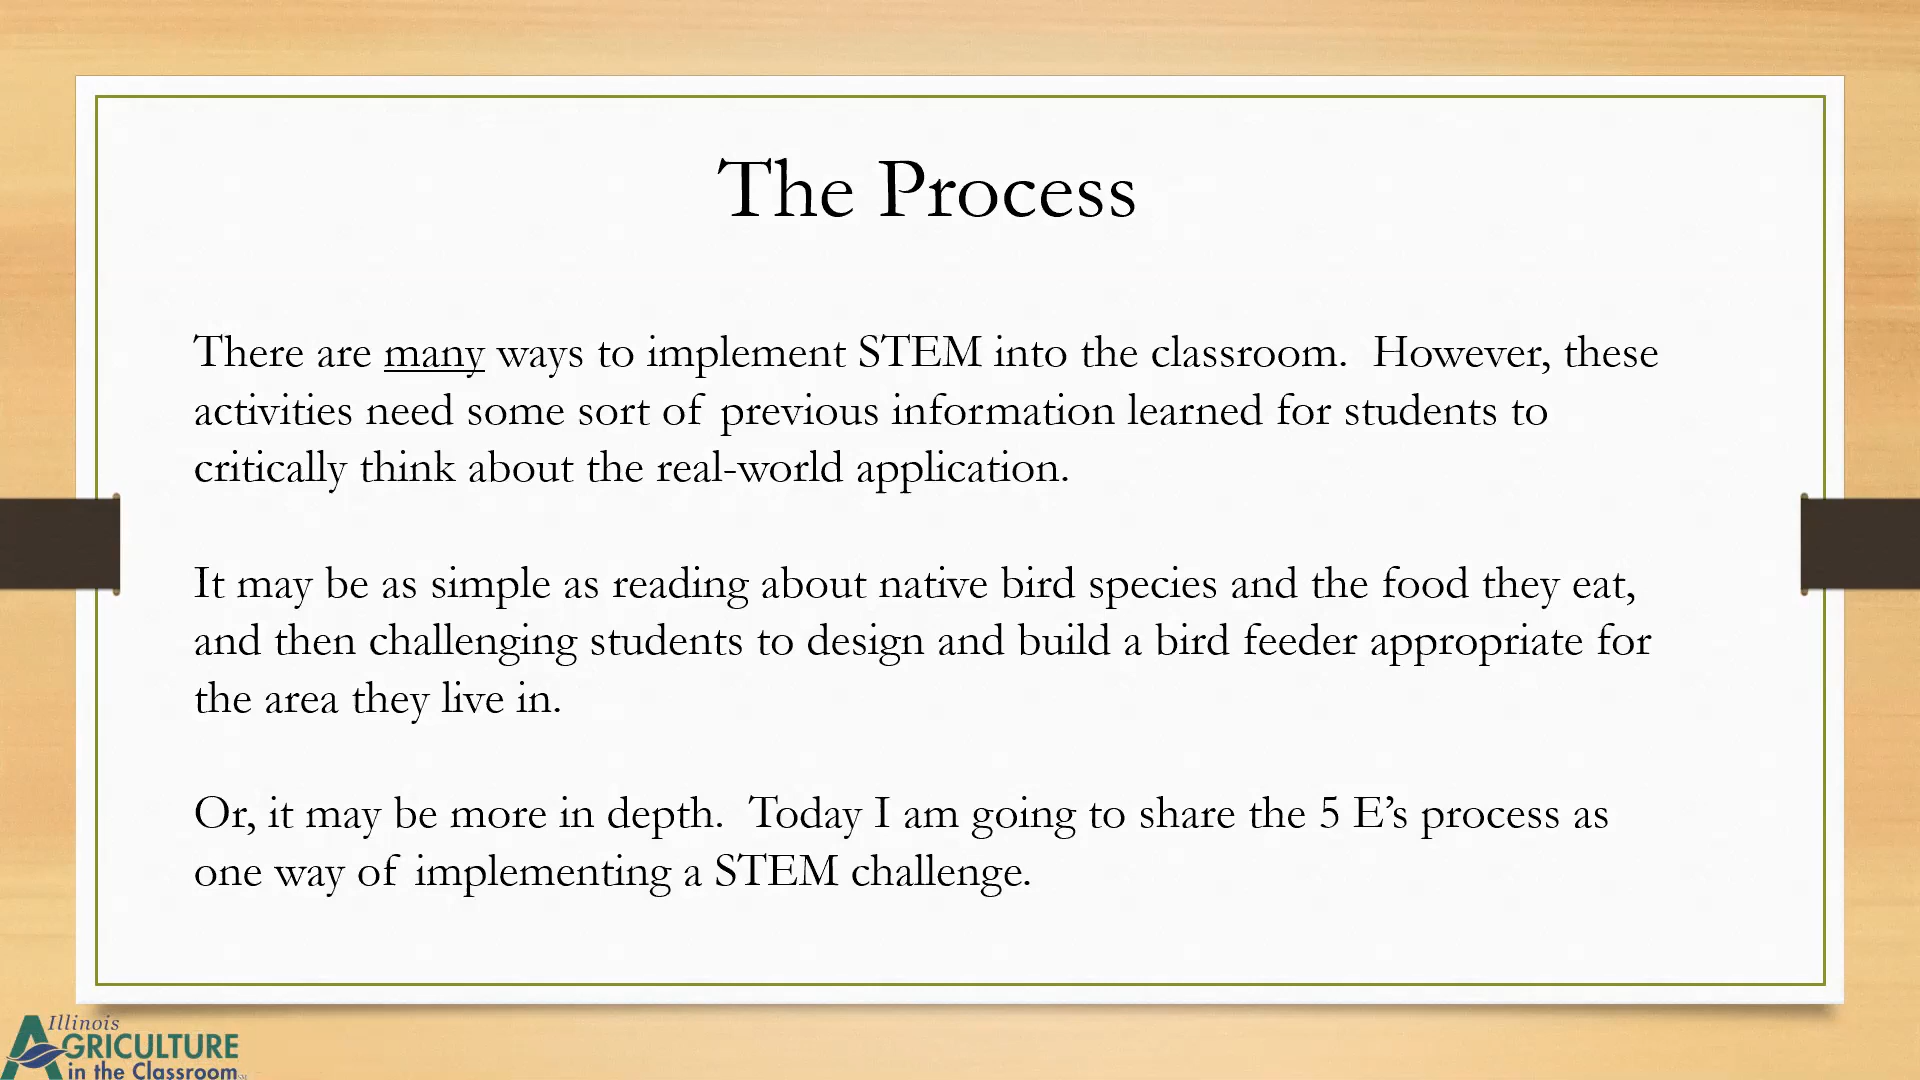 The Process
There are many ways to implement STEM into the classroom.  However, these
activities need some sort of previous information learned for students to
critically think about the real-world application.
It may be as simple as reading about native bird species and the food they eat,
and then challenging students to design and build a bird feeder appropriate for
the area they live in.
Or, it may be more in depth.  Today I am going to share the 5 E’s process as
one way of implementing a STEM challenge.
Illinois
AGRICULTURE
in the Classroom